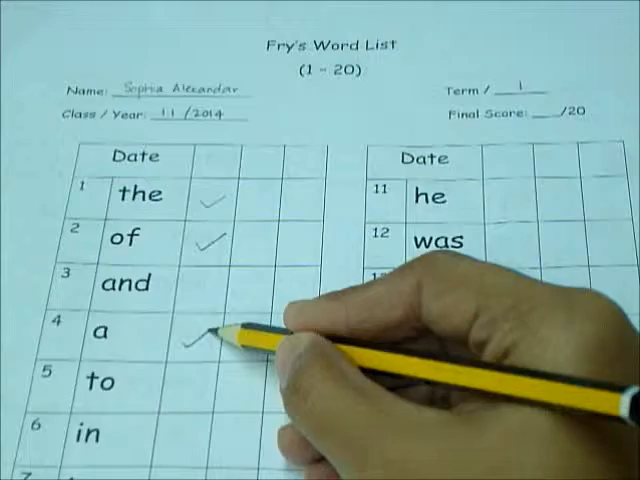 Fry's Word List
(1 - 20)
Name: Sophia Alexandar
Term / 1
Class / Year: 11 /2014
Final Score: ___/20
Date
1 the
2 of
3 and
4 a
5 to
6 in
7
Date
11 he
12 was